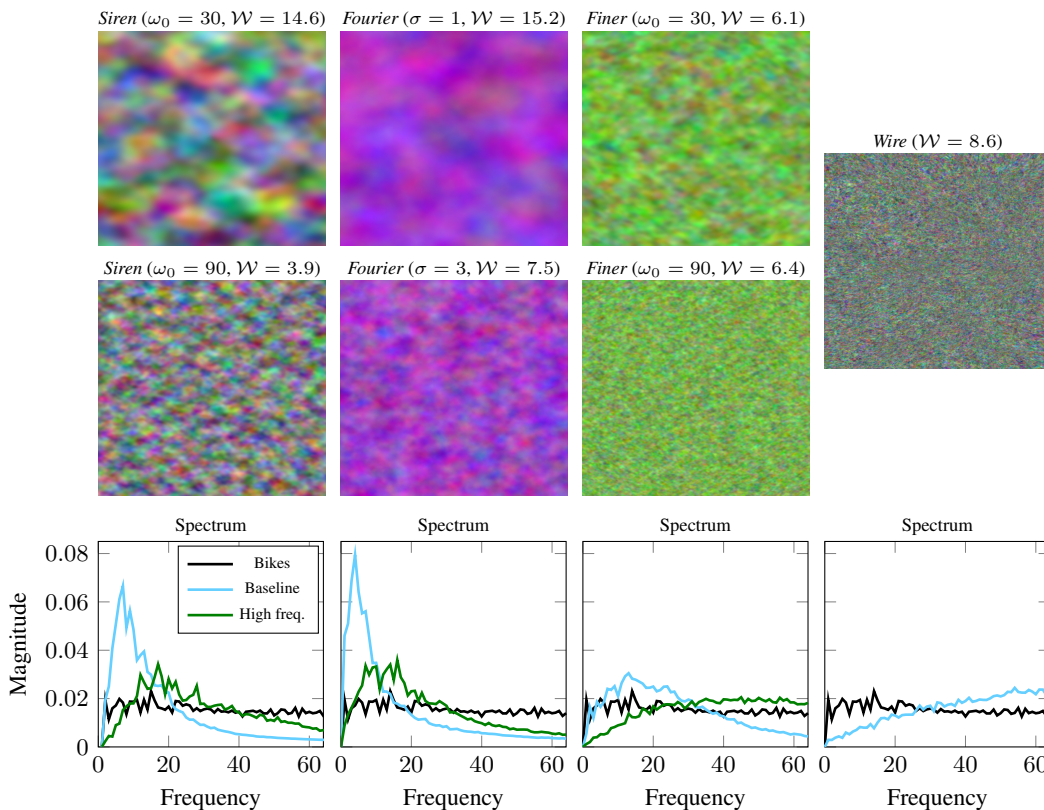 Siren (ω₀ = 30, 𝒲 = 14.6)
Fourier (σ = 1, 𝒲 = 15.2)
Finer (ω₀ = 30, 𝒲 = 6.1)
Wire (𝒲 = 8.6)
Siren (ω₀ = 90, 𝒲 = 3.9)
Fourier (σ = 3, 𝒲 = 7.5)
Finer (ω₀ = 90, 𝒲 = 6.4)
Spectrum
Spectrum
Spectrum
Spectrum
Magnitude
0.08
0.06
0.04
0.02
0
Bikes
Baseline
High freq.
0 20 40 60
0 20 40 60
0 20 40 60
0 20 40 60
Frequency
Frequency
Frequency
Frequency